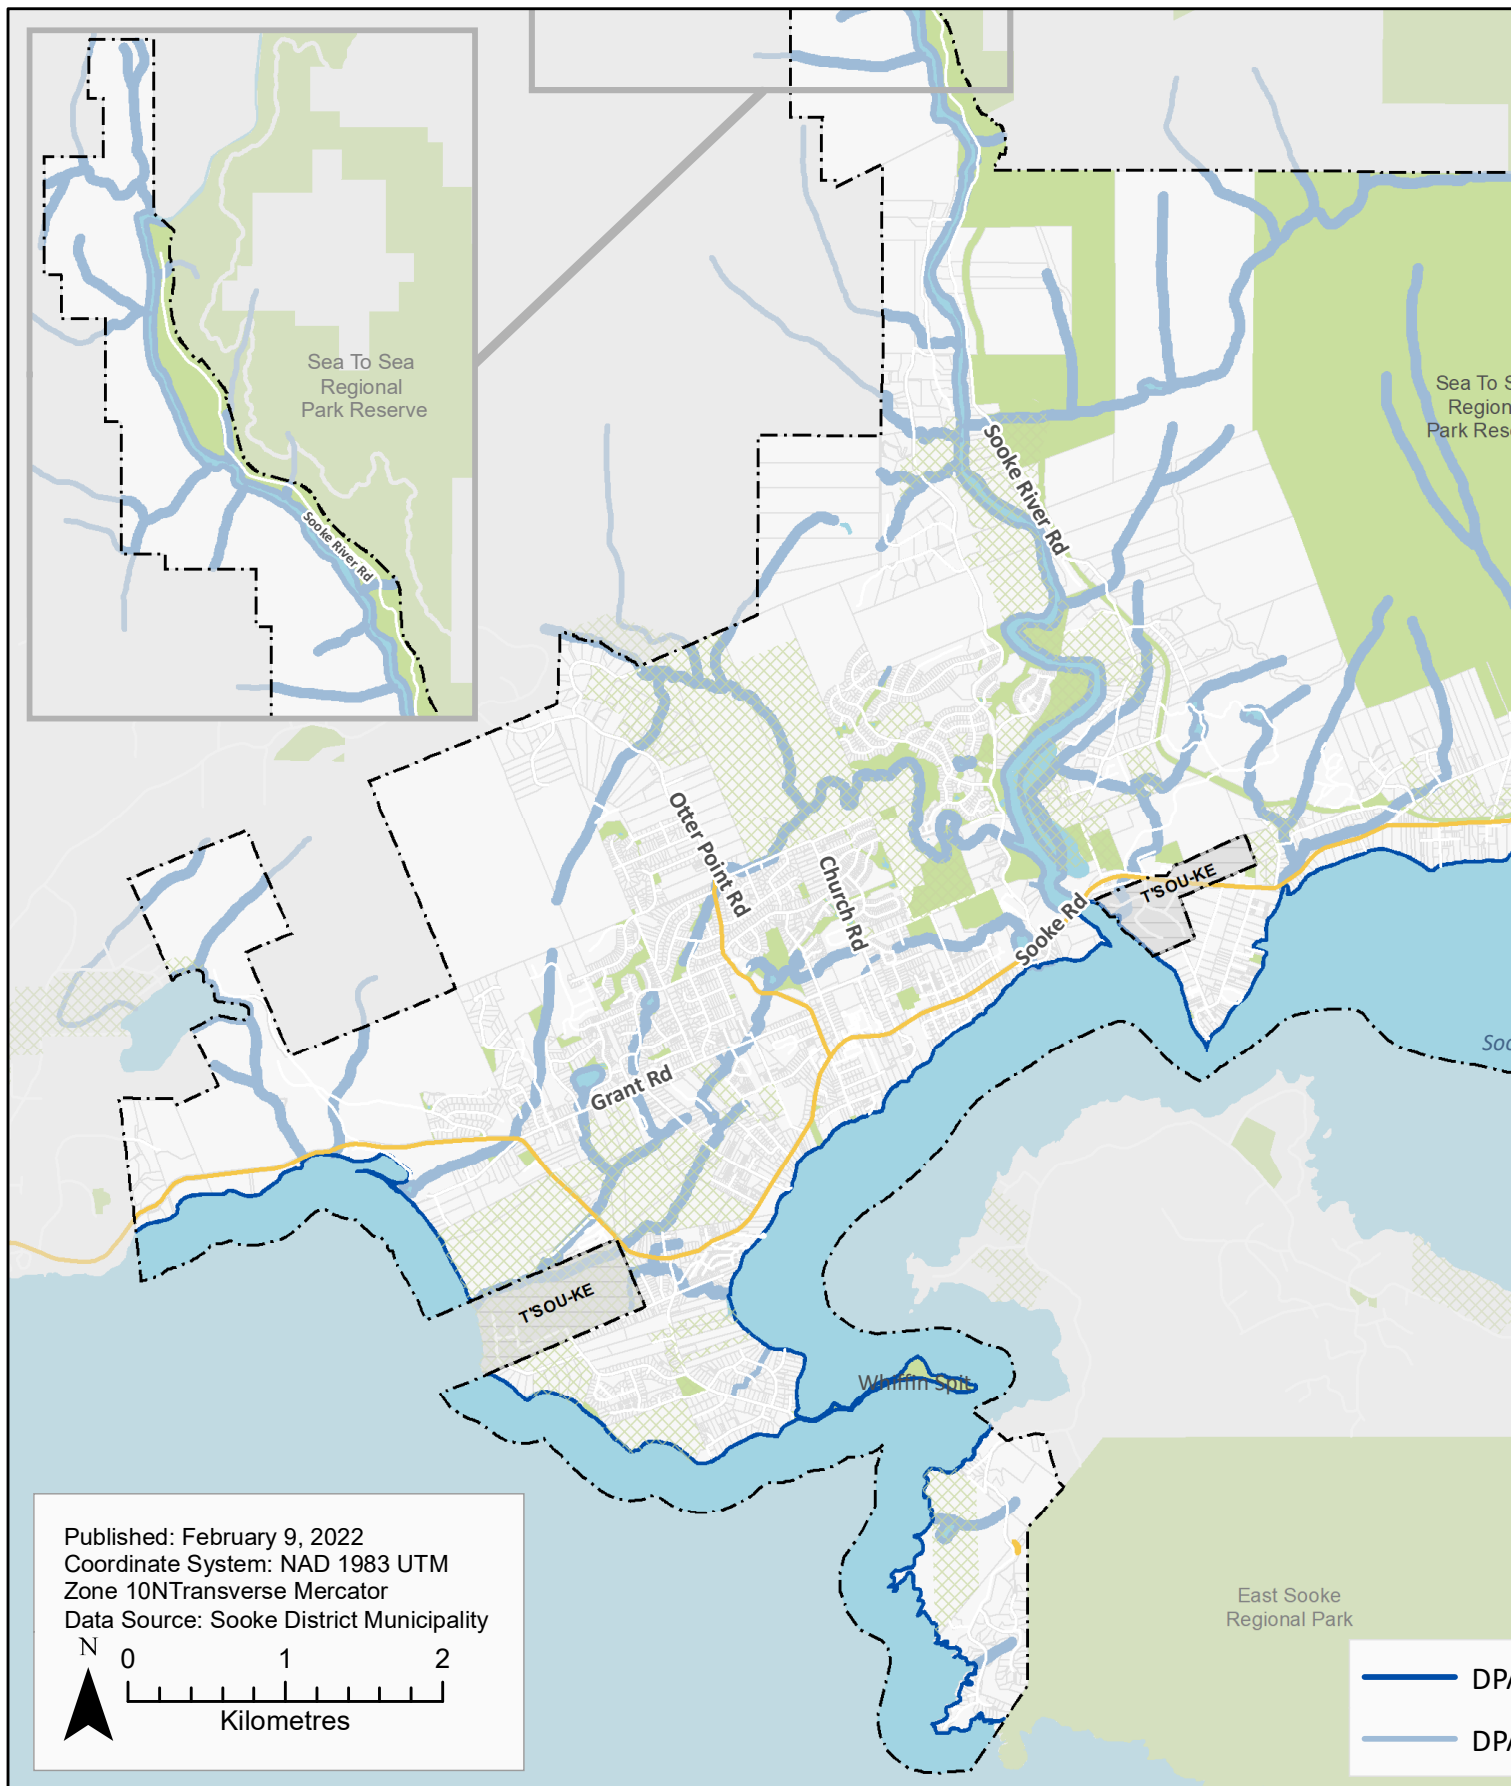 Sea To Sea
Regional
Park Reserve
Sooke River Rd
Sooke River Rd
Sea To S
Region
Park Rese
Otter Point Rd
Church Rd
Sooke Rd
T'SOU-KE
Grant Rd
Soo
T'SOU-KE
Whiffin Spit
East Sooke
Regional Park
Published: February 9, 2022
Coordinate System: NAD 1983 UTM
Zone 10NTransverse Mercator
Data Source: Sooke District Municipality
N
0 1 2
Kilometres
DPA
DPA